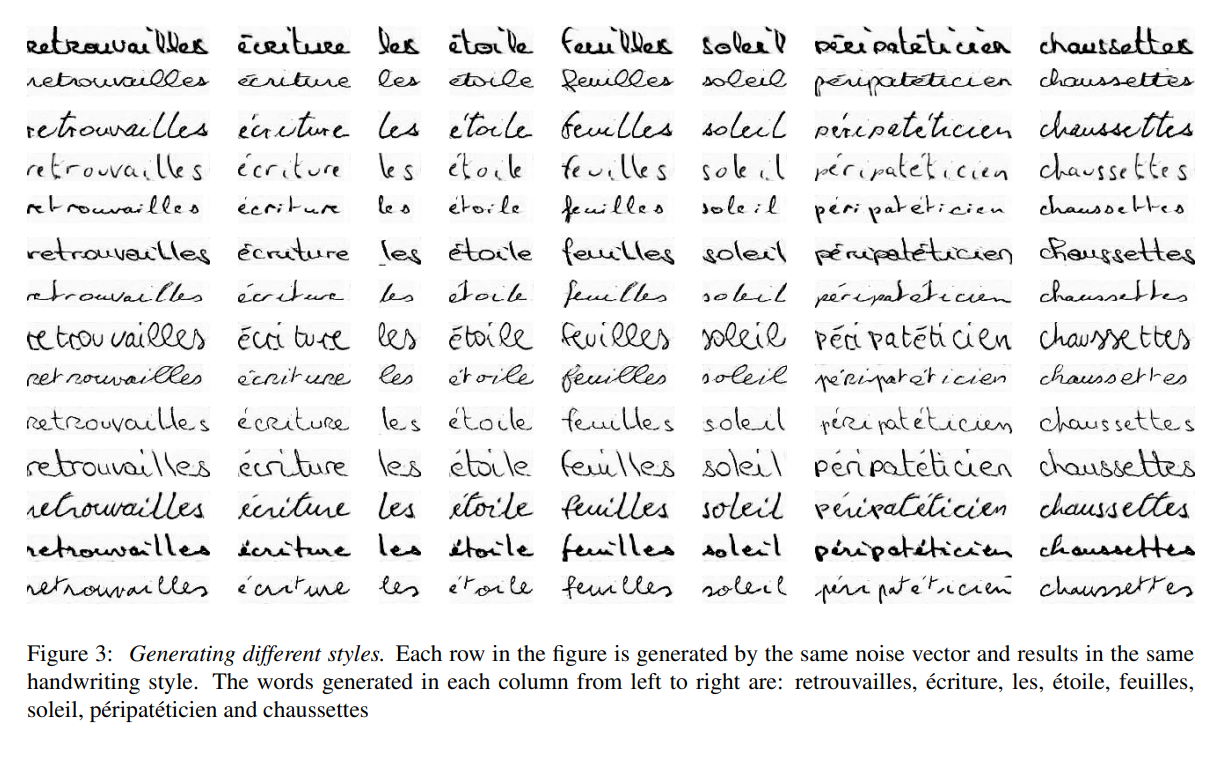 retrouvailles écriture les étoile feuilles soleil péripatéticien chaussettes
retrouvailles écriture les étoile feuilles soleil péripatéticien chaussettes
retrouvailles écriture les étoile feuilles soleil péripatéticien chaussettes
retrouvailles écriture les étoile feuilles soleil péripatéticien chaussettes
retrouvailles écriture les étoile feuilles soleil péripatéticien chaussettes
retrouvailles écriture les étoile feuilles soleil péripatéticien chaussettes
retrouvailles écriture les étoile feuilles soleil péripatéticien chaussettes
retrouvailles écriture les étoile feuilles soleil péripatéticien chaussettes
retrouvailles écriture les étoile feuilles soleil péripatéticien chaussettes
retrouvailles écriture les étoile feuilles soleil péripatéticien chaussettes
retrouvailles écriture les étoile feuilles soleil péripatéticien chaussettes
retrouvailles écriture les étoile feuilles soleil péripatéticien chaussettes
retrouvailles écriture les étoile feuilles soleil péripatéticien chaussettes
retrouvailles écriture les étoile feuilles soleil péripatéticien chaussettes
Figure 3: Generating different styles. Each row in the figure is generated by the same noise vector and results in the same
handwriting style. The words generated in each column from left to right are: retrouvailles, écriture, les, étoile, feuilles,
soleil, péripatéticien and chaussettes